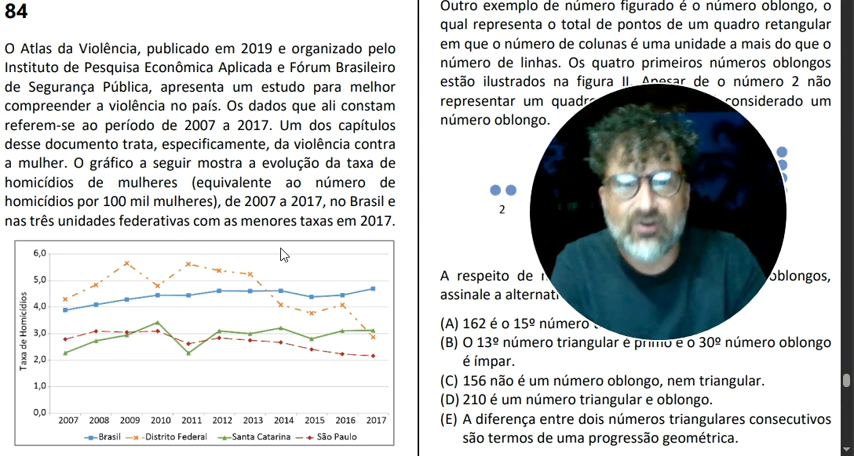 84
O Atlas da Violência, publicado em 2019 e organizado pelo
Instituto de Pesquisa Econômica Aplicada e Fórum Brasileiro
de Segurança Pública, apresenta um estudo para melhor
compreender a violência no país. Os dados que ali constam
referem-se ao período de 2007 a 2017. Um dos capítulos
desse documento trata, especificamente, da violência contra
a mulher. O gráfico a seguir mostra a evolução da taxa de
homicídios de mulheres (equivalente ao número de
homicídios por 100 mil mulheres), de 2007 a 2017, no Brasil e
nas três unidades federativas com as menores taxas em 2017.
Taxa de Homicídios
6,0
5,0
4,0
3,0
2,0
1,0
0,0
2007 2008 2009 2010 2011 2012 2013 2014 2015 2016 2017
Brasil Distrito Federal Santa Catarina São Paulo
Outro exemplo de número figurado é o número oblongo, o
qual representa o total de pontos de um quadro retangular
em que o número de colunas é uma unidade a mais do que o
número de linhas. Os quatro primeiros números oblongos
estão ilustrados na figura II. Apesar de o número 2 não
representar um considerado um
número oblongo.
2
A respeito de oblongos,
assinale a
(A) 162 é o 15º número
(B) O 13º número triangular é primo e o 30º número oblongo
é ímpar.
(C) 156 não é um número oblongo, nem triangular.
(D) 210 é um número triangular e oblongo.
(E) A diferença entre dois números triangulares consecutivos
são termos de uma progressão geométrica.